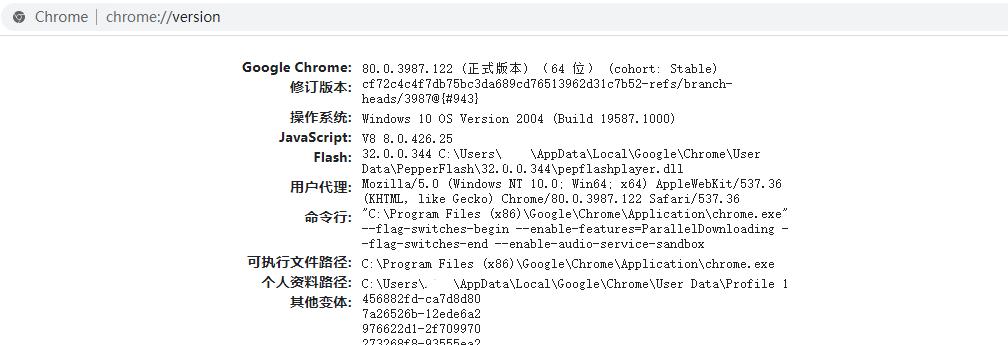 Chrome | chrome://version
Google Chrome: 80.0.3987.122 (正式版本) (64 位) (cohort: Stable)
修订版本: cf72c4c4f7db75bc3da689cd76513962d31c7b52-refs/branch-
heads/3987@{#943}
操作系统: Windows 10 OS Version 2004 (Build 19587.1000)
JavaScript: V8 8.0.426.25
Flash: 32.0.0.344 C:\Users\ \AppData\Local\Google\Chrome\User
Data\PepperFlash\32.0.0.344\pepflashplayer.dll
用户代理: Mozilla/5.0 (Windows NT 10.0; Win64; x64) AppleWebKit/537.36
(KHTML, like Gecko) Chrome/80.0.3987.122 Safari/537.36
命令行: "C:\Program Files (x86)\Google\Chrome\Application\chrome.exe"
--flag-switches-begin --enable-features=ParallelDownloading -
-flag-switches-end --enable-audio-service-sandbox
可执行文件路径: C:\Program Files (x86)\Google\Chrome\Application\chrome.exe
个人资料路径: C:\Users\. \AppData\Local\Google\Chrome\User Data\Profile 1
其他变体: 456882fd-ca7d8d80
7a26526b-12ede6a2
976622d1-2f709970
273268f8-93555ea2